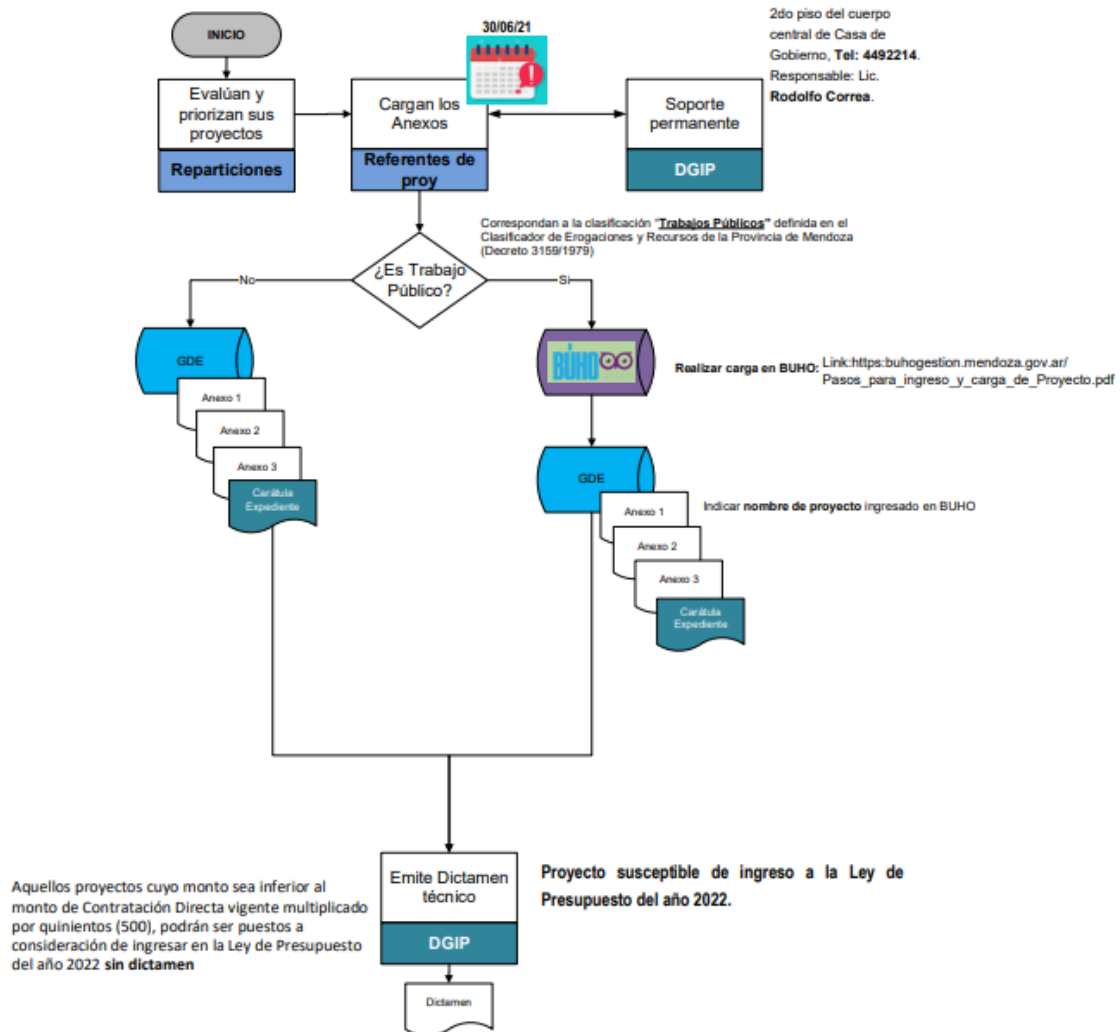 INICIO
30/06/21
2do piso del cuerpo
central de Casa de
Gobierno, Tel: 4492214.
Responsable: Lic.
Rodolfo Correa.
Evalúan y
priorizan sus
proyectos
Reparticiones
Cargan los
Anexos
Referentes de
proy
Soporte
permanente
DGIP
Correspondan a la clasificación "Trabajos Públicos" definida en el
Clasificador de Erogaciones y Recursos de la Provincia de Mendoza
(Decreto 3159/1979)
¿Es Trabajo
Público?
No
Si
GDE
Anexo 1
Anexo 2
Anexo 3
Carátula
Expediente
BÚHO
Realizar carga en BUHO: Link:https:buhogestion.mendoza.gov.ar/
Pasos_para_ingreso_y_carga_de_Proyecto.pdf
GDE
Anexo 1
Anexo 2
Anexo 3
Carátula
Expediente
Indicar nombre de proyecto ingresado en BUHO
Aquellos proyectos cuyo monto sea inferior al
monto de Contratación Directa vigente multiplicado
por quinientos (500), podrán ser puestos a
consideración de ingresar en la Ley de Presupuesto
del año 2022 sin dictamen
Emite Dictamen
técnico
DGIP
Dictamen
Proyecto susceptible de ingreso a la Ley de
Presupuesto del año 2022.